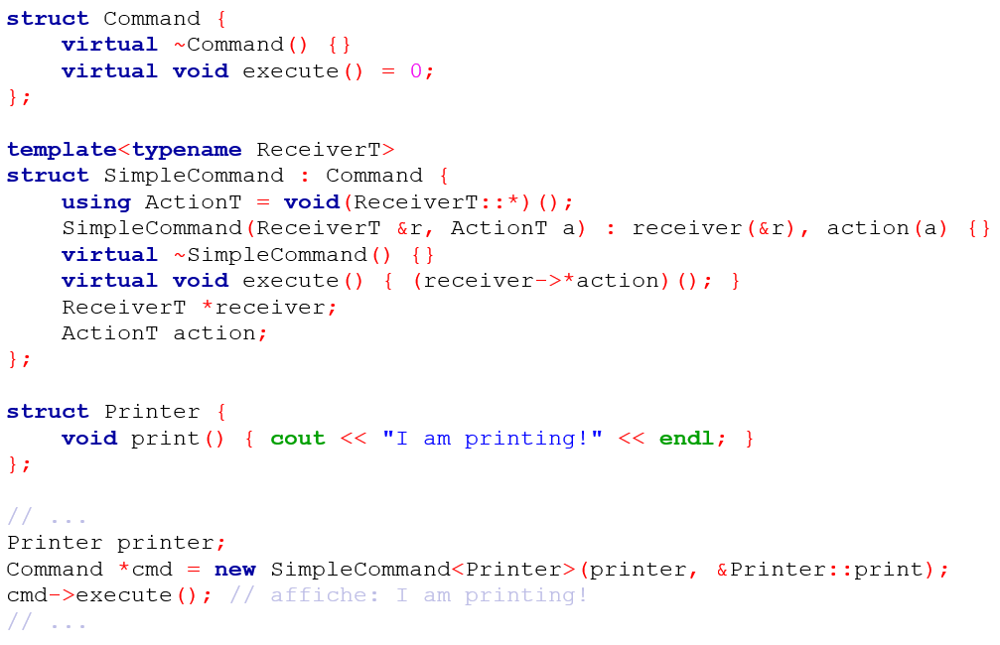 struct Command {
    virtual ~Command() {}
    virtual void execute() = 0;
};

template<typename ReceiverT>
struct SimpleCommand : Command {
    using ActionT = void(ReceiverT::*)();
    SimpleCommand(ReceiverT &r, ActionT a) : receiver(&r), action(a) {}
    virtual ~SimpleCommand() {}
    virtual void execute() { (receiver->*action)(); }
    ReceiverT *receiver;
    ActionT action;
};

struct Printer {
    void print() { cout << "I am printing!" << endl; }
};

// ...
Printer printer;
Command *cmd = new SimpleCommand<Printer>(printer, &Printer::print);
cmd->execute(); // affiche: I am printing!
// ...